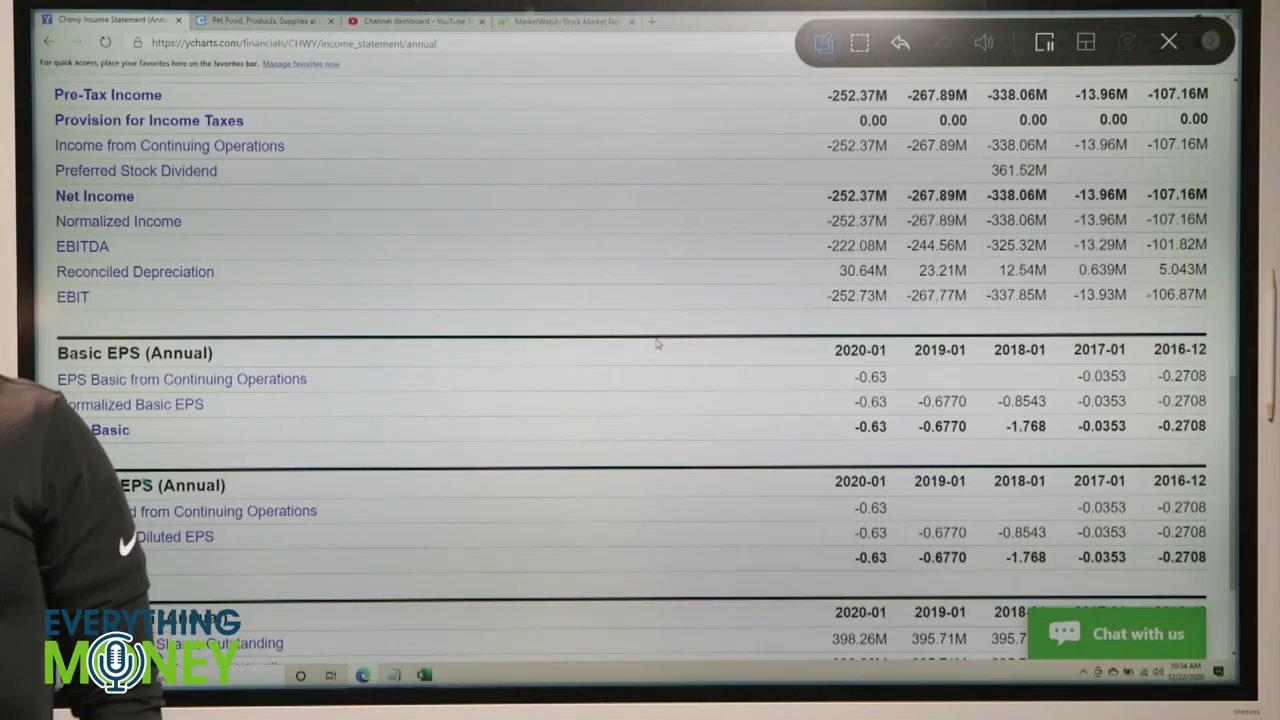 Chewy Income Statement (Annu
Pet Food, Products, Supplies at
Channel dashboard - YouTube
MarketWatch: Stock Market Ne
https://ycharts.com/financials/CHWY/income_statement/annual
For quick access, place your favorites here on the favorites bar. Manage favorites now
Pre-Tax Income -252.37M -267.89M -338.06M -13.96M -107.16M
Provision for Income Taxes 0.00 0.00 0.00 0.00 0.00
Income from Continuing Operations -252.37M -267.89M -338.06M -13.96M -107.16M
Preferred Stock Dividend 361.52M
Net Income -252.37M -267.89M -338.06M -13.96M -107.16M
Normalized Income -252.37M -267.89M -338.06M -13.96M -107.16M
EBITDA -222.08M -244.56M -325.32M -13.29M -101.82M
Reconciled Depreciation 30.64M 23.21M 12.54M 0.639M 5.043M
EBIT -252.73M -267.77M -337.85M -13.93M -106.87M
Basic EPS (Annual) 2020-01 2019-01 2018-01 2017-01 2016-12
EPS Basic from Continuing Operations -0.63 -0.0353 -0.2708
ormalized Basic EPS -0.63 -0.6770 -0.8543 -0.0353 -0.2708
Basic -0.63 -0.6770 -1.768 -0.0353 -0.2708
EPS (Annual) 2020-01 2019-01 2018-01 2017-01 2016-12
d from Continuing Operations -0.63 -0.0353 -0.2708
Diluted EPS -0.63 -0.6770 -0.8543 -0.0353 -0.2708
-0.63 -0.6770 -1.768 -0.0353 -0.2708
2020-01 2019-01 2018-
Outstanding 398.26M 395.71M 395.7
Chat with us
EVERYTHING
MONEY
10:54 AM
12/22/2020
SAMSUNG